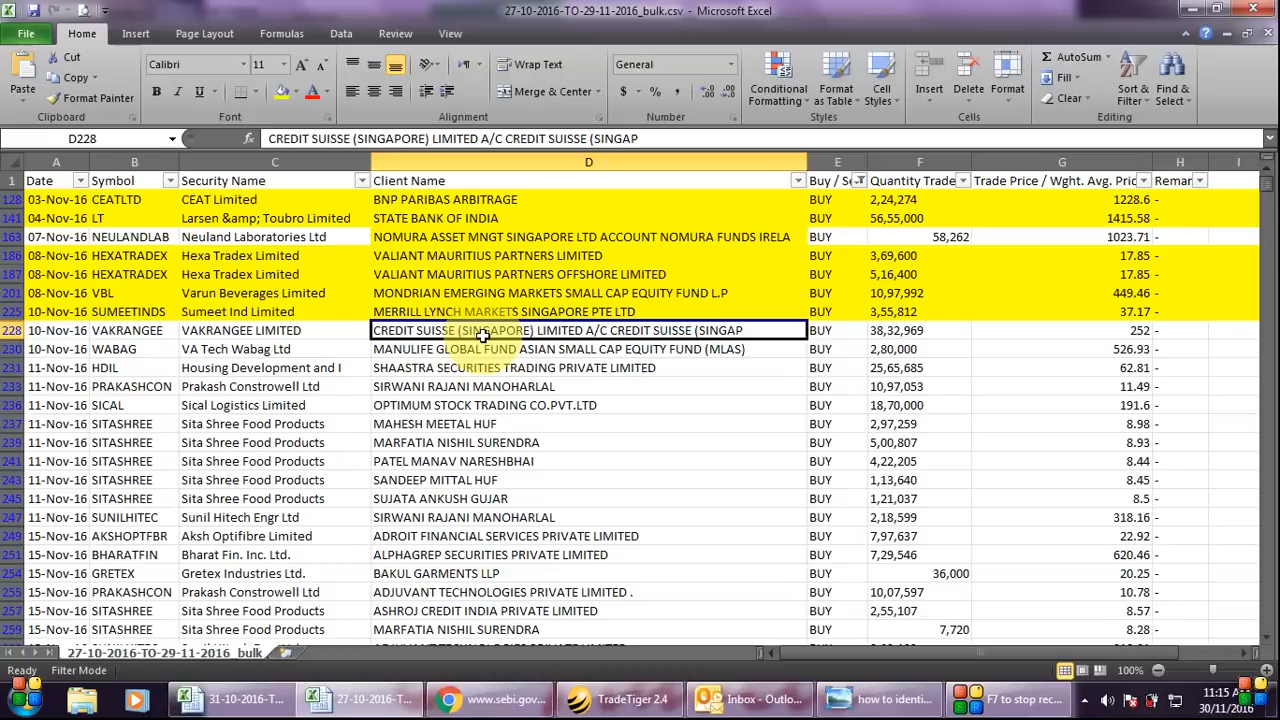 27-10-2016-TO-29-11-2016_bulk.csv - Microsoft Excel
File Home Insert Page Layout Formulas Data Review View
Cut
Copy
Format Painter
Paste
Clipboard
Calibri 11
B I U
Font
Wrap Text
Merge & Center
Alignment
General
$ % ,
Number
Conditional Formatting
Format as Table
Cell Styles
Styles
Insert Delete Format
Cells
AutoSum
Fill
Clear
Sort & Filter
Find & Select
Editing
D228 fx CREDIT SUISSE (SINGAPORE) LIMITED A/C CREDIT SUISSE (SINGAP
A B C D E F G H I
1 Date Symbol Security Name Client Name Buy / Se Quantity Trade Trade Price / Wght. Avg. Pric Remar
128 03-Nov-16 CEATLTD CEAT Limited BNP PARIBAS ARBITRAGE BUY 2,24,274 1228.6 -
141 04-Nov-16 LT Larsen &amp; Toubro Limited STATE BANK OF INDIA BUY 56,55,000 1415.58 -
163 07-Nov-16 NEULANDLAB Neuland Laboratories Ltd NOMURA ASSET MNGT SINGAPORE LTD ACCOUNT NOMURA FUNDS IRELA BUY 58,262 1023.71 -
186 08-Nov-16 HEXATRADEX Hexa Tradex Limited VALIANT MAURITIUS PARTNERS LIMITED BUY 3,69,600 17.85 -
187 08-Nov-16 HEXATRADEX Hexa Tradex Limited VALIANT MAURITIUS PARTNERS OFFSHORE LIMITED BUY 5,16,400 17.85 -
201 08-Nov-16 VBL Varun Beverages Limited MONDRIAN EMERGING MARKETS SMALL CAP EQUITY FUND L.P BUY 10,97,992 449.46 -
225 10-Nov-16 SUMEETINDS Sumeet Ind Limited MERRILL LYNCH MARKETS SINGAPORE PTE LTD BUY 3,55,812 37.17 -
228 10-Nov-16 VAKRANGEE VAKRANGEE LIMITED CREDIT SUISSE (SINGAPORE) LIMITED A/C CREDIT SUISSE (SINGAP BUY 38,32,969 252 -
230 10-Nov-16 WABAG VA Tech Wabag Ltd MANULIFE GLOBAL FUND ASIAN SMALL CAP EQUITY FUND (MLAS) BUY 2,80,000 526.93 -
231 11-Nov-16 HDIL Housing Development and I SHAASTRA SECURITIES TRADING PRIVATE LIMITED BUY 25,65,685 62.81 -
233 11-Nov-16 PRAKASHCON Prakash Constrowell Ltd SIRWANI RAJANI MANOHARLAL BUY 10,97,053 11.49 -
236 11-Nov-16 SICAL Sical Logistics Limited OPTIMUM STOCK TRADING CO.PVT.LTD BUY 18,70,000 191.6 -
237 11-Nov-16 SITASHREE Sita Shree Food Products MAHESH MEETAL HUF BUY 2,97,259 8.98 -
239 11-Nov-16 SITASHREE Sita Shree Food Products MARFATIA NISHIL SURENDRA BUY 5,00,807 8.93 -
241 11-Nov-16 SITASHREE Sita Shree Food Products PATEL MANAV NARESHBHAI BUY 4,22,205 8.44 -
243 11-Nov-16 SITASHREE Sita Shree Food Products SANDEEP MITTAL HUF BUY 1,13,640 8.45 -
245 11-Nov-16 SITASHREE Sita Shree Food Products SUJATA ANKUSH GUJAR BUY 1,21,037 8.5 -
247 11-Nov-16 SUNILHITEC Sunil Hitech Engr Ltd SIRWANI RAJANI MANOHARLAL BUY 2,18,599 318.16 -
249 15-Nov-16 AKSHOPTFBR Aksh Optifibre Limited ADROIT FINANCIAL SERVICES PRIVATE LIMITED BUY 7,97,637 22.92 -
251 15-Nov-16 BHARATFIN Bharat Fin. Inc. Ltd. ALPHAGREP SECURITIES PRIVATE LIMITED BUY 7,29,546 620.46 -
254 15-Nov-16 GRETEX Gretex Industries Ltd. BAKUL GARMENTS LLP BUY 36,000 20.25 -
255 15-Nov-16 PRAKASHCON Prakash Constrowell Ltd ADJUVANT TECHNOLOGIES PRIVATE LIMITED . BUY 10,07,597 10.78 -
257 15-Nov-16 SITASHREE Sita Shree Food Products ASHROJ CREDIT INDIA PRIVATE LIMITED BUY 2,55,107 8.57 -
259 15-Nov-16 SITASHREE Sita Shree Food Products MARFATIA NISHIL SURENDRA BUY 7,720 8.28 -
27-10-2016-TO-29-11-2016_bulk
Ready Filter Mode 100%
31-10-2016-T... 27-10-2016-T... www.sebi.gov... TradeTiger 2.4 Inbox - Outlo... how to identi... F7 to stop rec... 11:15 AM
30/11/2016